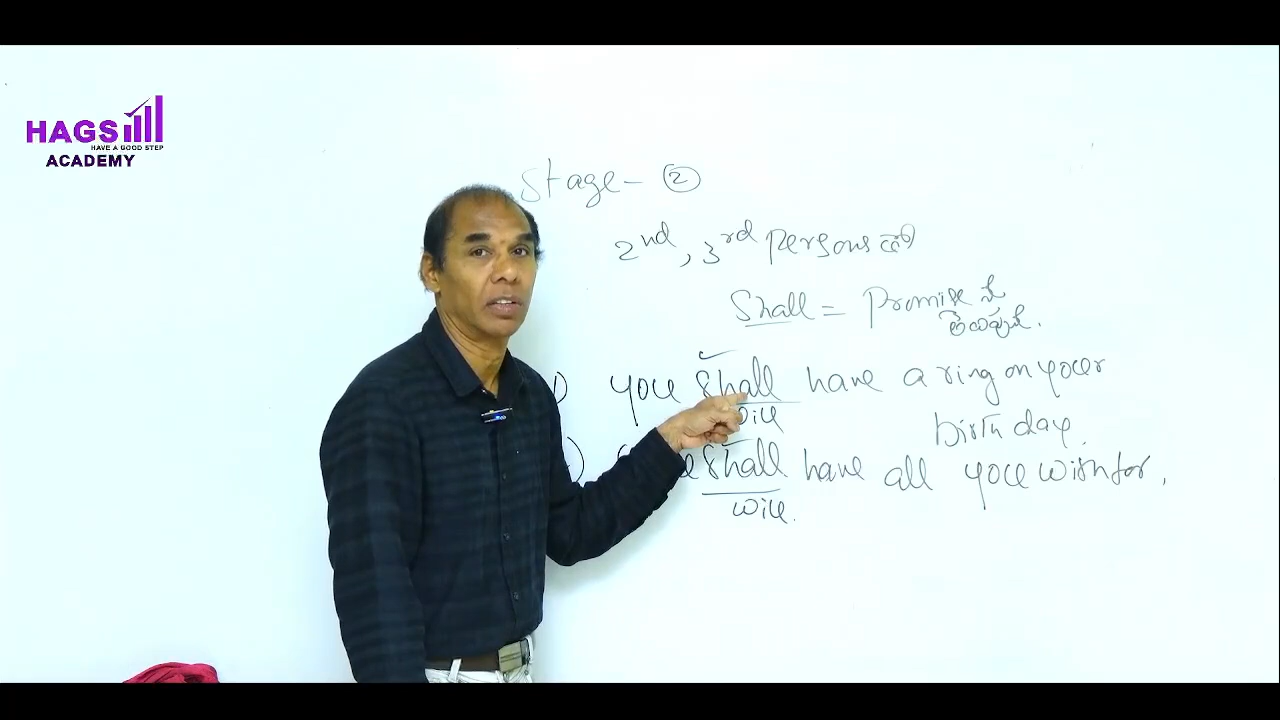 HAGS
HAVE A GOOD STEP
ACADEMY
Stage - 2
2nd, 3rd Persons తో
Shall = Promise ని
తెలుపును.
1) you shall have a ring on your
will
birth day.
shall have all you wish for.
will.